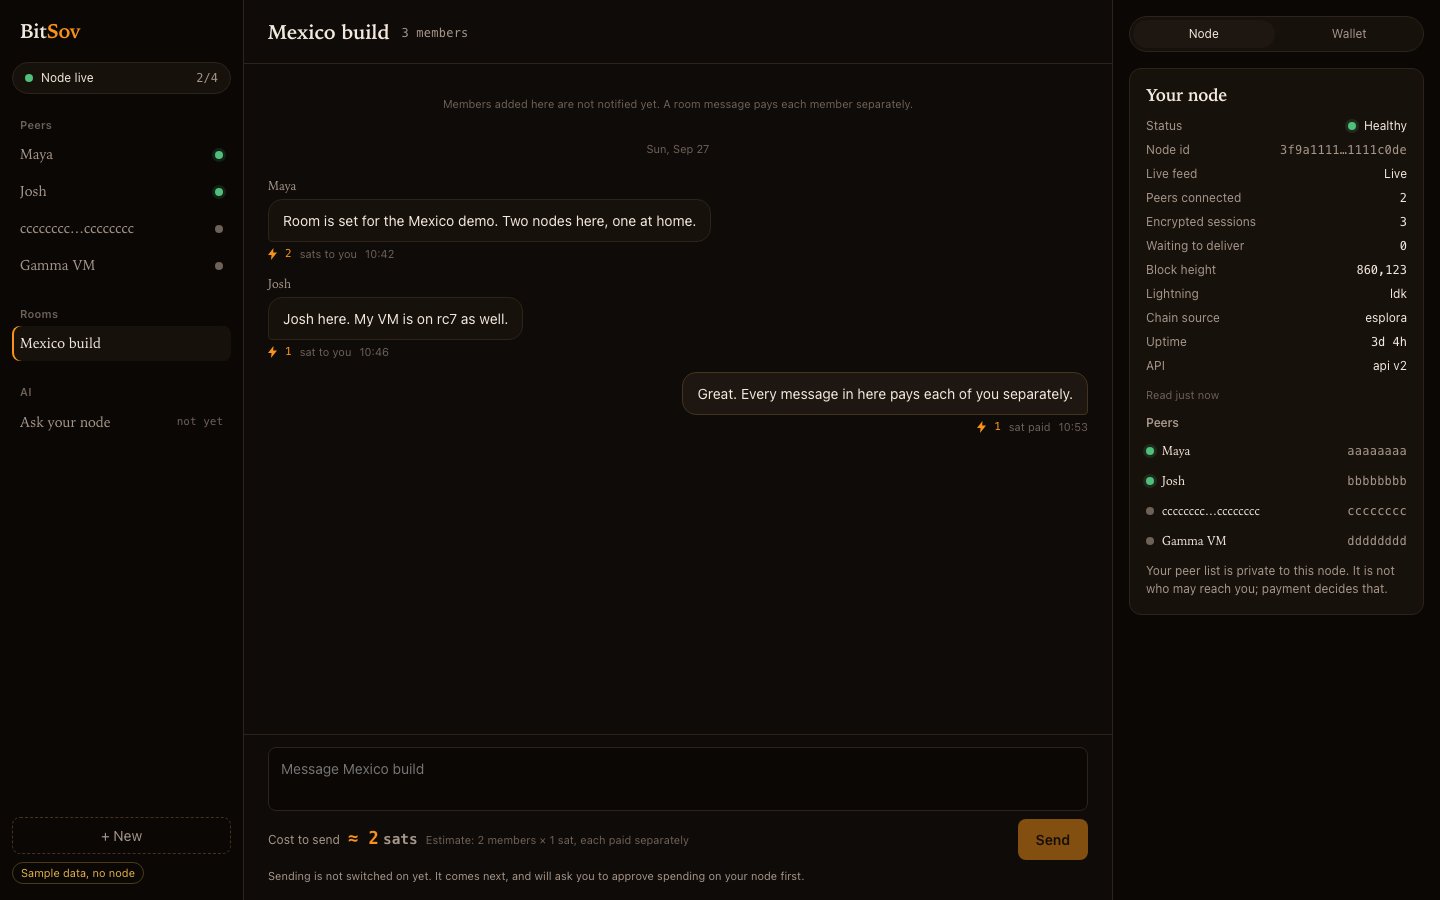 BitSov
Node live 2/4
Peers
Maya
Josh
cccccccc…cccccccc
Gamma VM
Rooms
Mexico build
AI
Ask your node not yet
+ New
Sample data, no node
Mexico build 3 members
Members added here are not notified yet. A room message pays each member separately.
Sun, Sep 27
Maya
Room is set for the Mexico demo. Two nodes here, one at home.
2 sats to you 10:42
Josh
Josh here. My VM is on rc7 as well.
1 sat to you 10:46
Great. Every message in here pays each of you separately.
1 sat paid 10:53
Message Mexico build
Cost to send ≈ 2 sats Estimate: 2 members × 1 sat, each paid separately
Send
Sending is not switched on yet. It comes next, and will ask you to approve spending on your node first.
Node Wallet
Your node
Status Healthy
Node id 3f9a1111…1111c0de
Live feed Live
Peers connected 2
Encrypted sessions 3
Waiting to deliver 0
Block height 860,123
Lightning ldk
Chain source esplora
Uptime 3d 4h
API api v2
Read just now
Peers
Maya aaaaaaaa
Josh bbbbbbbb
cccccccc…cccccccc cccccccc
Gamma VM dddddddd
Your peer list is private to this node. It is not
who may reach you; payment decides that.